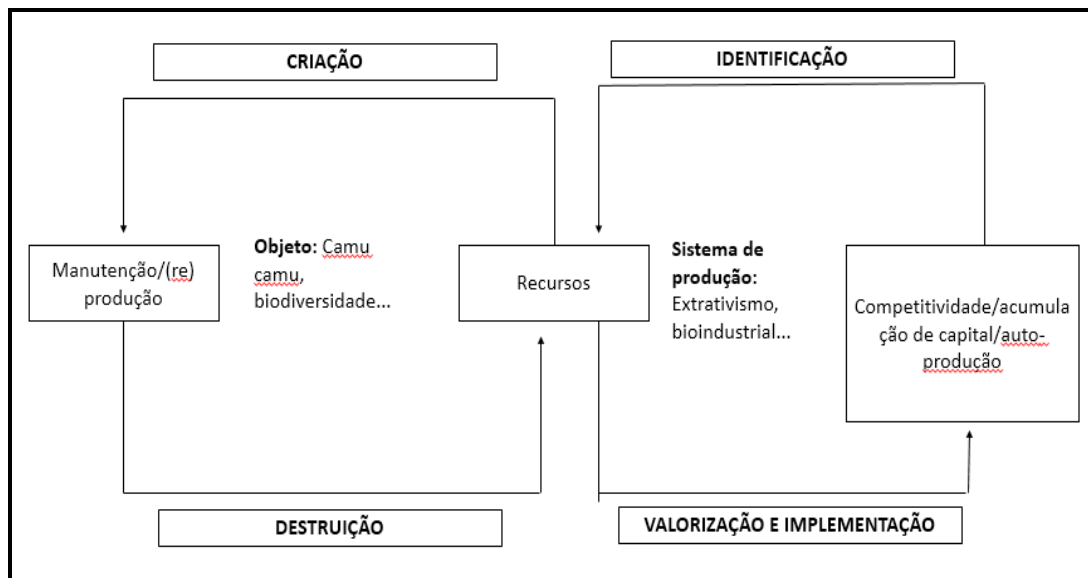 CRIAÇÃO
IDENTIFICAÇÃO
Manutenção/(re)
produção
Objeto: Camu
camu,
biodiversidade...
Recursos
Sistema de
produção:
Extrativismo,
bioindustrial...
Competitividade/acumula
ção de capital/auto-
produção
DESTRUIÇÃO
VALORIZAÇÃO E IMPLEMENTAÇÃO